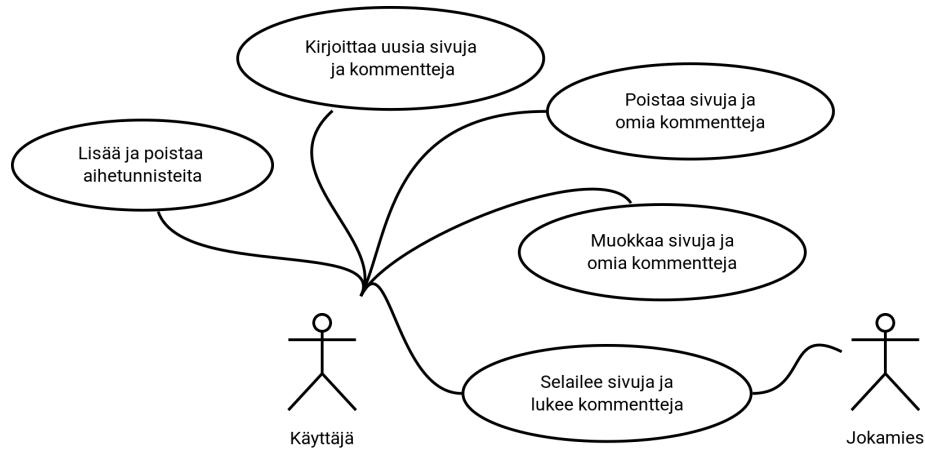 Kirjoittaa uusia sivuja
ja kommentteja
Poistaa sivuja ja
omia kommentteja
Lisää ja poistaa
aihetunnisteita
Muokkaa sivuja ja
omia kommentteja
Selailee sivuja ja
lukee kommentteja
Käyttäjä
Jokamies